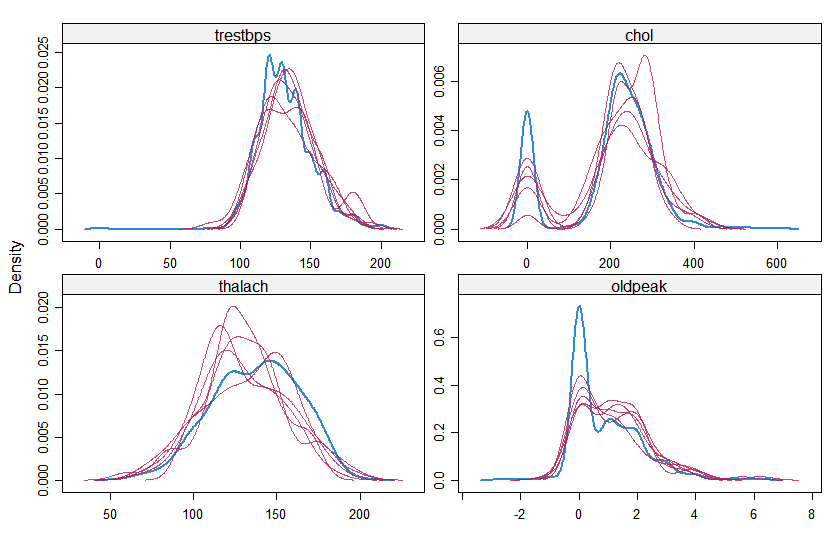 trestbps
chol
0.000 0.005 0.010 0.015 0.020 0.025
0.000 0.002 0.004 0.006
0 50 100 150 200
0 200 400 600
Density
thalach
oldpeak
0.000 0.005 0.010 0.015 0.020
0.0 0.2 0.4 0.6
50 100 150 200
-2 0 2 4 6 8